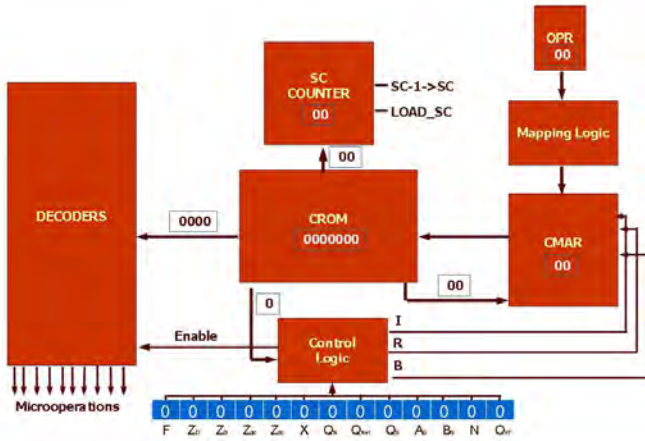 OPR
00
SC
COUNTER
00
SC-1->SC
LOAD_SC
Mapping Logic
00
DECODERS
0000
CROM
0000000
CMAR
00
00
0
Enable
Control
Logic
I
R
B
Microoperations
0 0 0 0 0 0 0 0 0 0 0 0 0
F X N